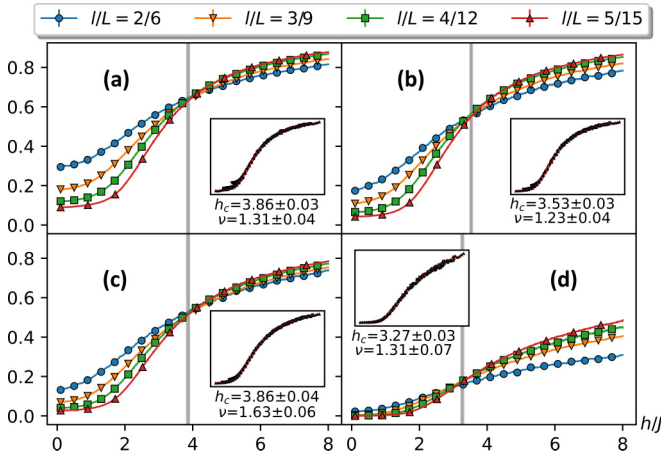 l/L = 2/6 l/L = 3/9 l/L = 4/12 l/L = 5/15
(a) (b)
0.8
0.6
0.4
0.2
0.0
h_c=3.86±0.03
ν=1.31±0.04
h_c=3.53±0.03
ν=1.23±0.04
(c) (d)
0.8
0.6
0.4
0.2
0.0
h_c=3.86±0.04
ν=1.63±0.06
h_c=3.27±0.03
ν=1.31±0.07
0 2 4 6 8 0 2 4 6 8 h/J